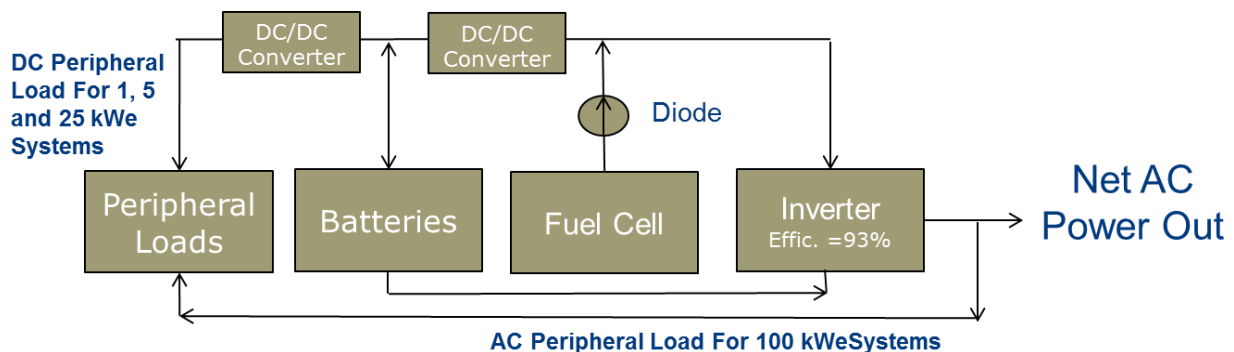 DC/DC
Converter
DC/DC
Converter
DC Peripheral
Load For 1, 5
and 25 kWe
Systems
Diode
Peripheral
Loads
Batteries
Fuel Cell
Inverter
Effic. =93%
Net AC
Power Out
AC Peripheral Load For 100 kWeSystems